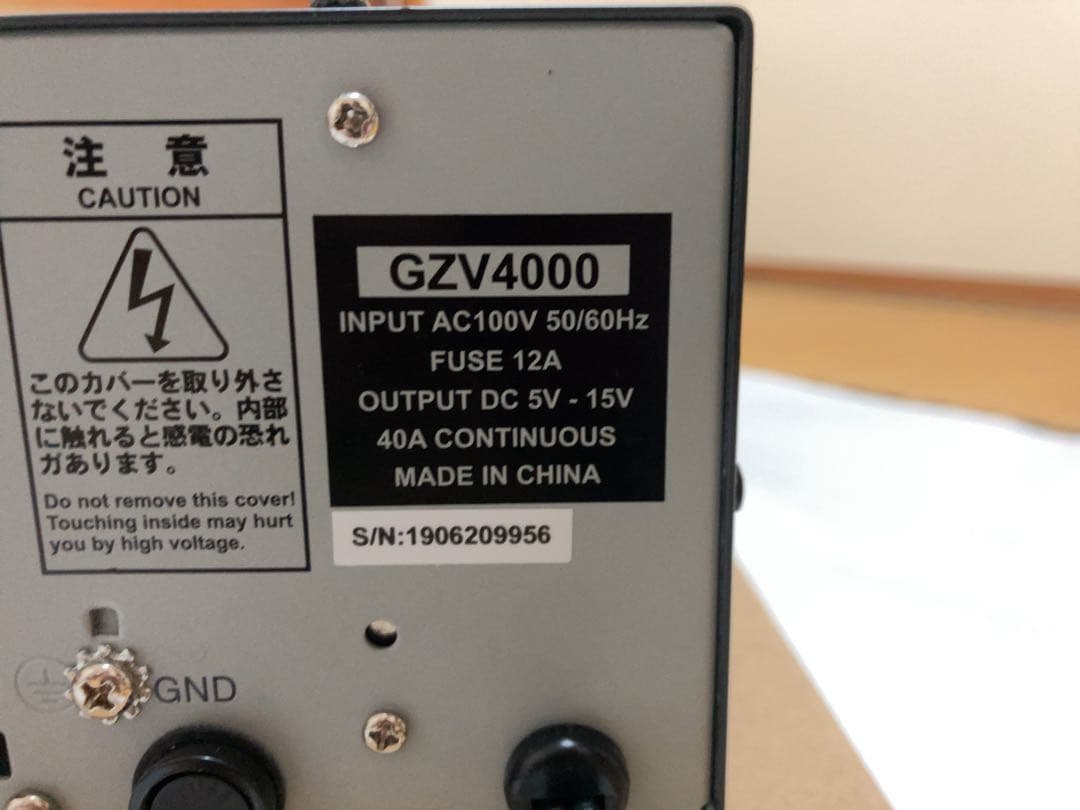 注 意
CAUTION
このカバーを取り外さ
ないでください。内部
に触れると感電の恐れ
があります。
Do not remove this cover!
Touching inside may hurt
you by high voltage.
GZV4000
INPUT AC100V 50/60Hz
FUSE 12A
OUTPUT DC 5V - 15V
40A CONTINUOUS
MADE IN CHINA
S/N:1906209956
GND